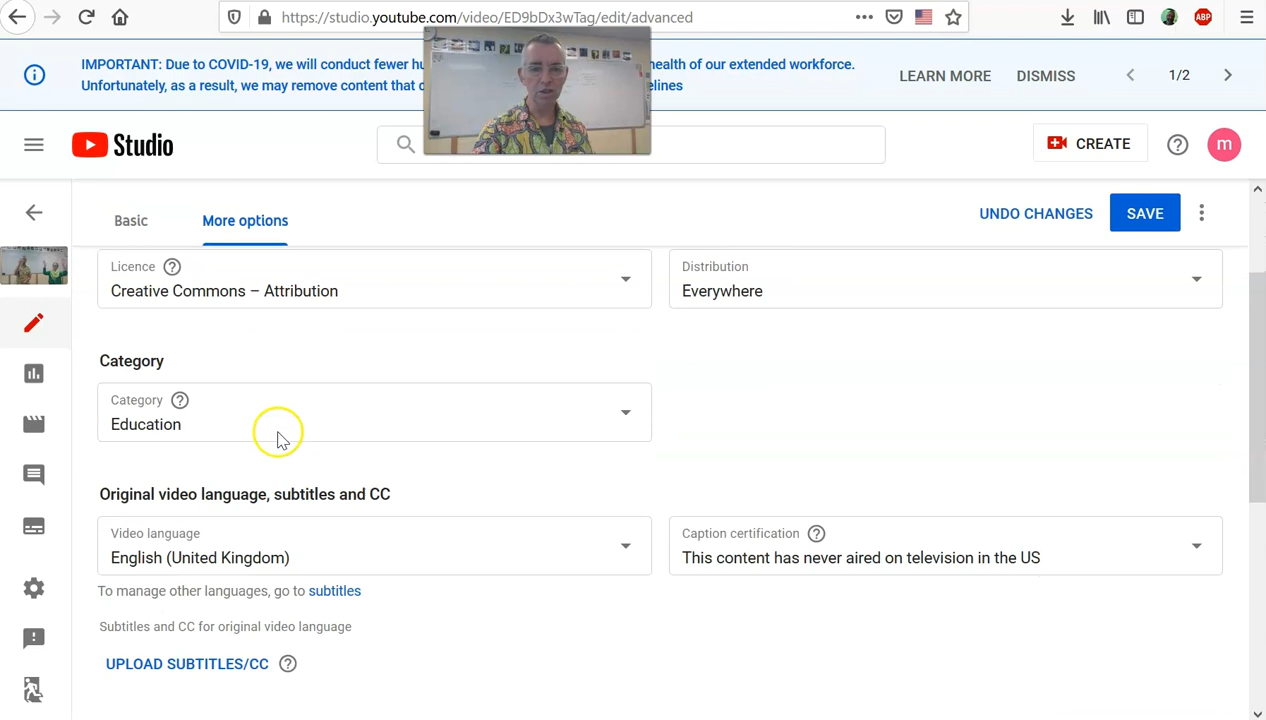 https://studio.youtube.com/video/ED9bDx3wTag/edit/advanced
ABP
IMPORTANT: Due to COVID-19, we will conduct fewer hu
health of our extended workforce.
Unfortunately, as a result, we may remove content that
elines
LEARN MORE
DISMISS
1/2
Studio
CREATE
m
Basic
More options
UNDO CHANGES
SAVE
Licence
Creative Commons – Attribution
Distribution
Everywhere
Category
Category
Education
Original video language, subtitles and CC
Video language
English (United Kingdom)
Caption certification
This content has never aired on television in the US
To manage other languages, go to subtitles
Subtitles and CC for original video language
UPLOAD SUBTITLES/CC